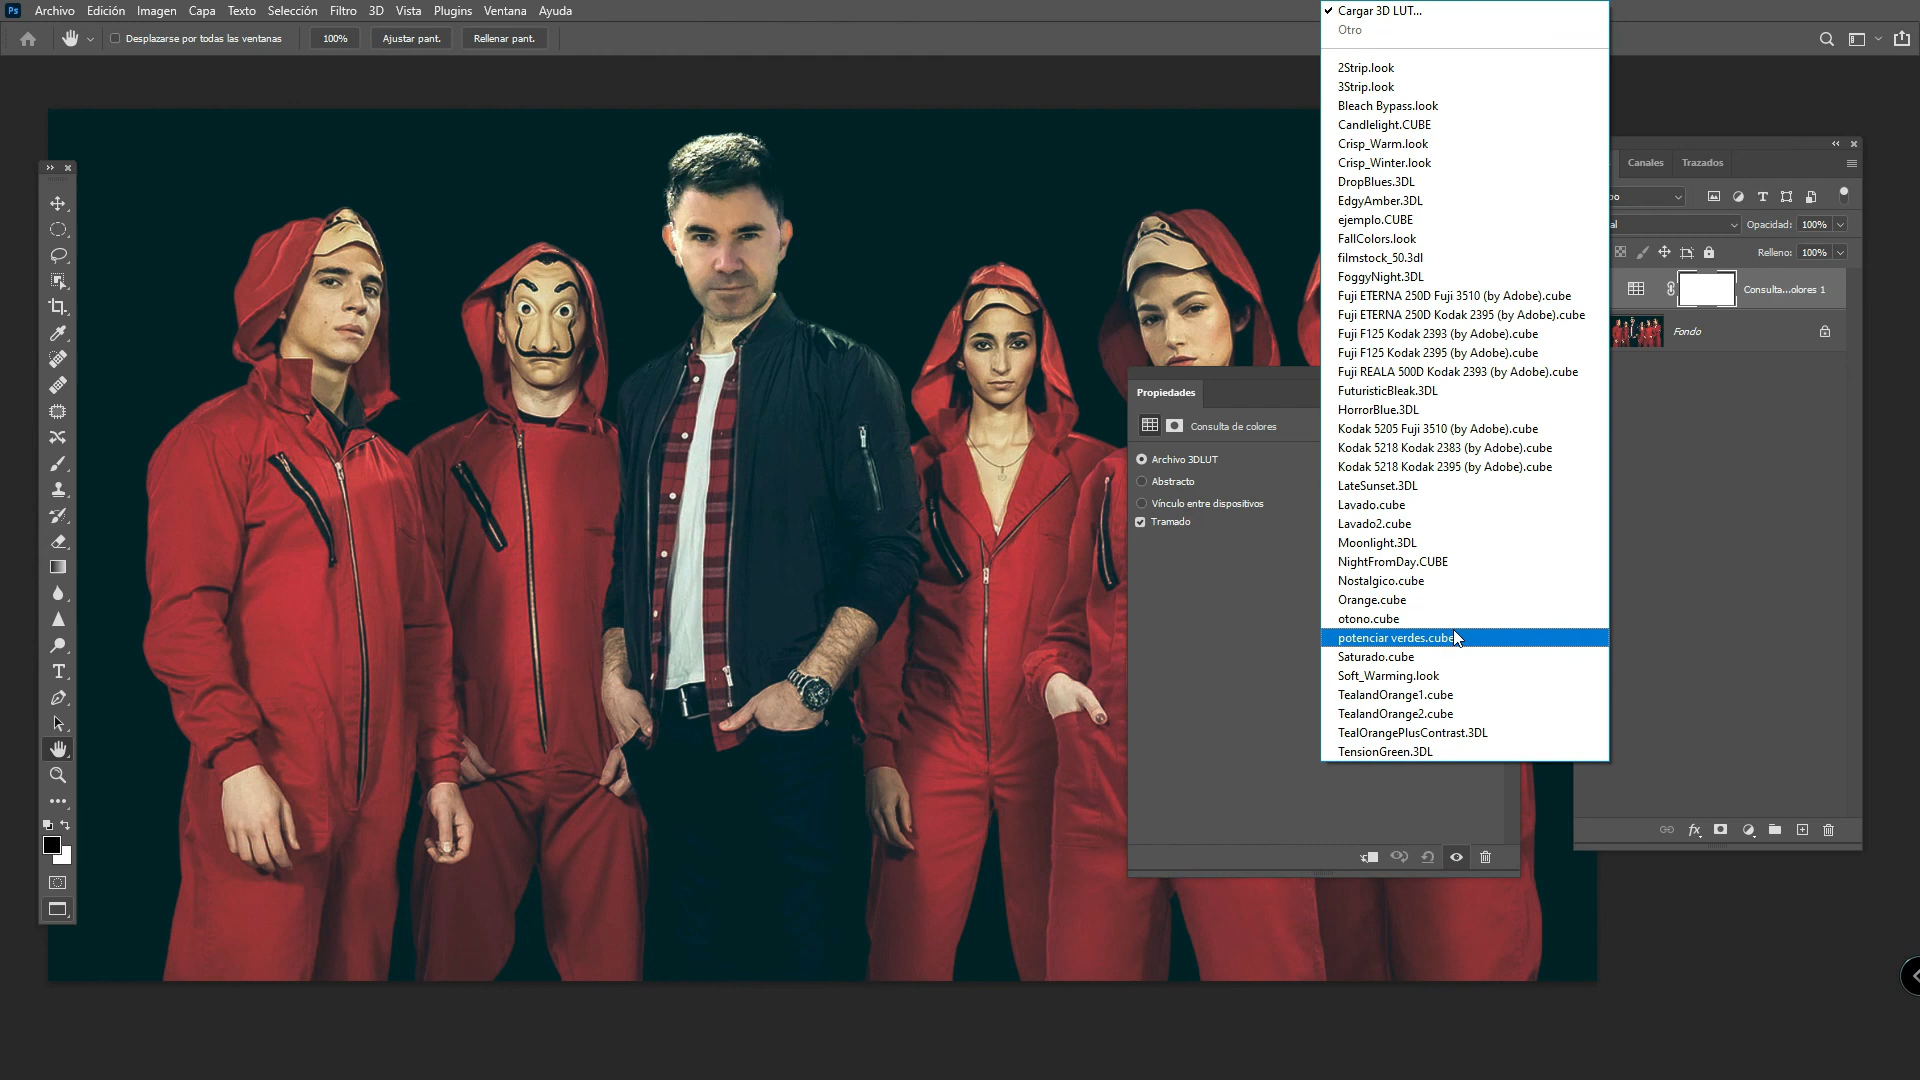 Ps Archivo Edición Imagen Capa Texto Selección Filtro 3D Vista Plugins Ventana Ayuda
Desplazarse por todas las ventanas 100% Ajustar pant. Rellenar pant.
Cargar 3D LUT...
Otro
2Strip.look
3Strip.look
Bleach Bypass.look
Candlelight.CUBE
Crisp_Warm.look
Crisp_Winter.look
DropBlues.3DL
EdgyAmber.3DL
ejemplo.CUBE
FallColors.look
filmstock_50.3dl
FoggyNight.3DL
Fuji ETERNA 250D Fuji 3510 (by Adobe).cube
Fuji ETERNA 250D Kodak 2395 (by Adobe).cube
Fuji F125 Kodak 2393 (by Adobe).cube
Fuji F125 Kodak 2395 (by Adobe).cube
Fuji REALA 500D Kodak 2393 (by Adobe).cube
FuturisticBleak.3DL
HorrorBlue.3DL
Kodak 5205 Fuji 3510 (by Adobe).cube
Kodak 5218 Kodak 2383 (by Adobe).cube
Kodak 5218 Kodak 2395 (by Adobe).cube
LateSunset.3DL
Lavado.cube
Lavado2.cube
Moonlight.3DL
NightFromDay.CUBE
Nostalgico.cube
Orange.cube
otono.cube
potenciar verdes.cube
Saturado.cube
Soft_Warming.look
TealandOrange1.cube
TealandOrange2.cube
TealOrangePlusContrast.3DL
TensionGreen.3DL
Propiedades
Consulta de colores
Archivo 3DLUT
Abstracto
Vínculo entre dispositivos
Tramado
Canales Trazados
po
al Opacidad: 100%
Relleno: 100%
Consulta...olores 1
Fondo
fx